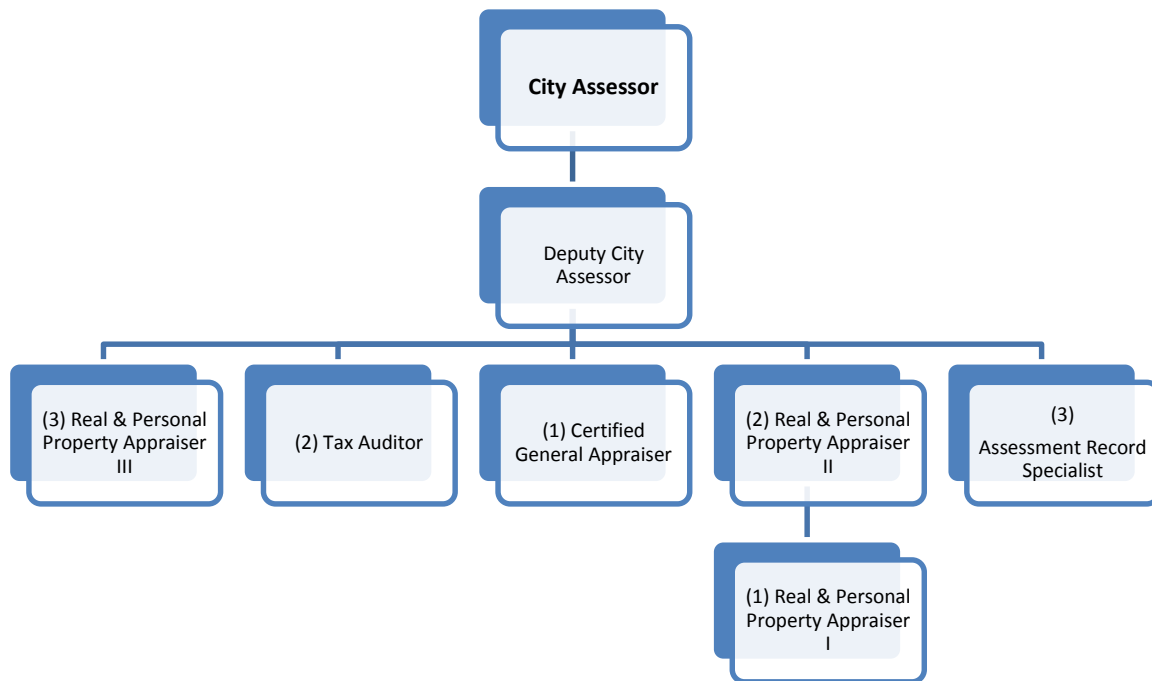 City Assessor
Deputy City
Assessor
(3) Real & Personal
Property Appraiser
III
(2) Tax Auditor
(1) Certified
General Appraiser
(2) Real & Personal
Property Appraiser
II
(3)
Assessment Record
Specialist
(1) Real & Personal
Property Appraiser
I